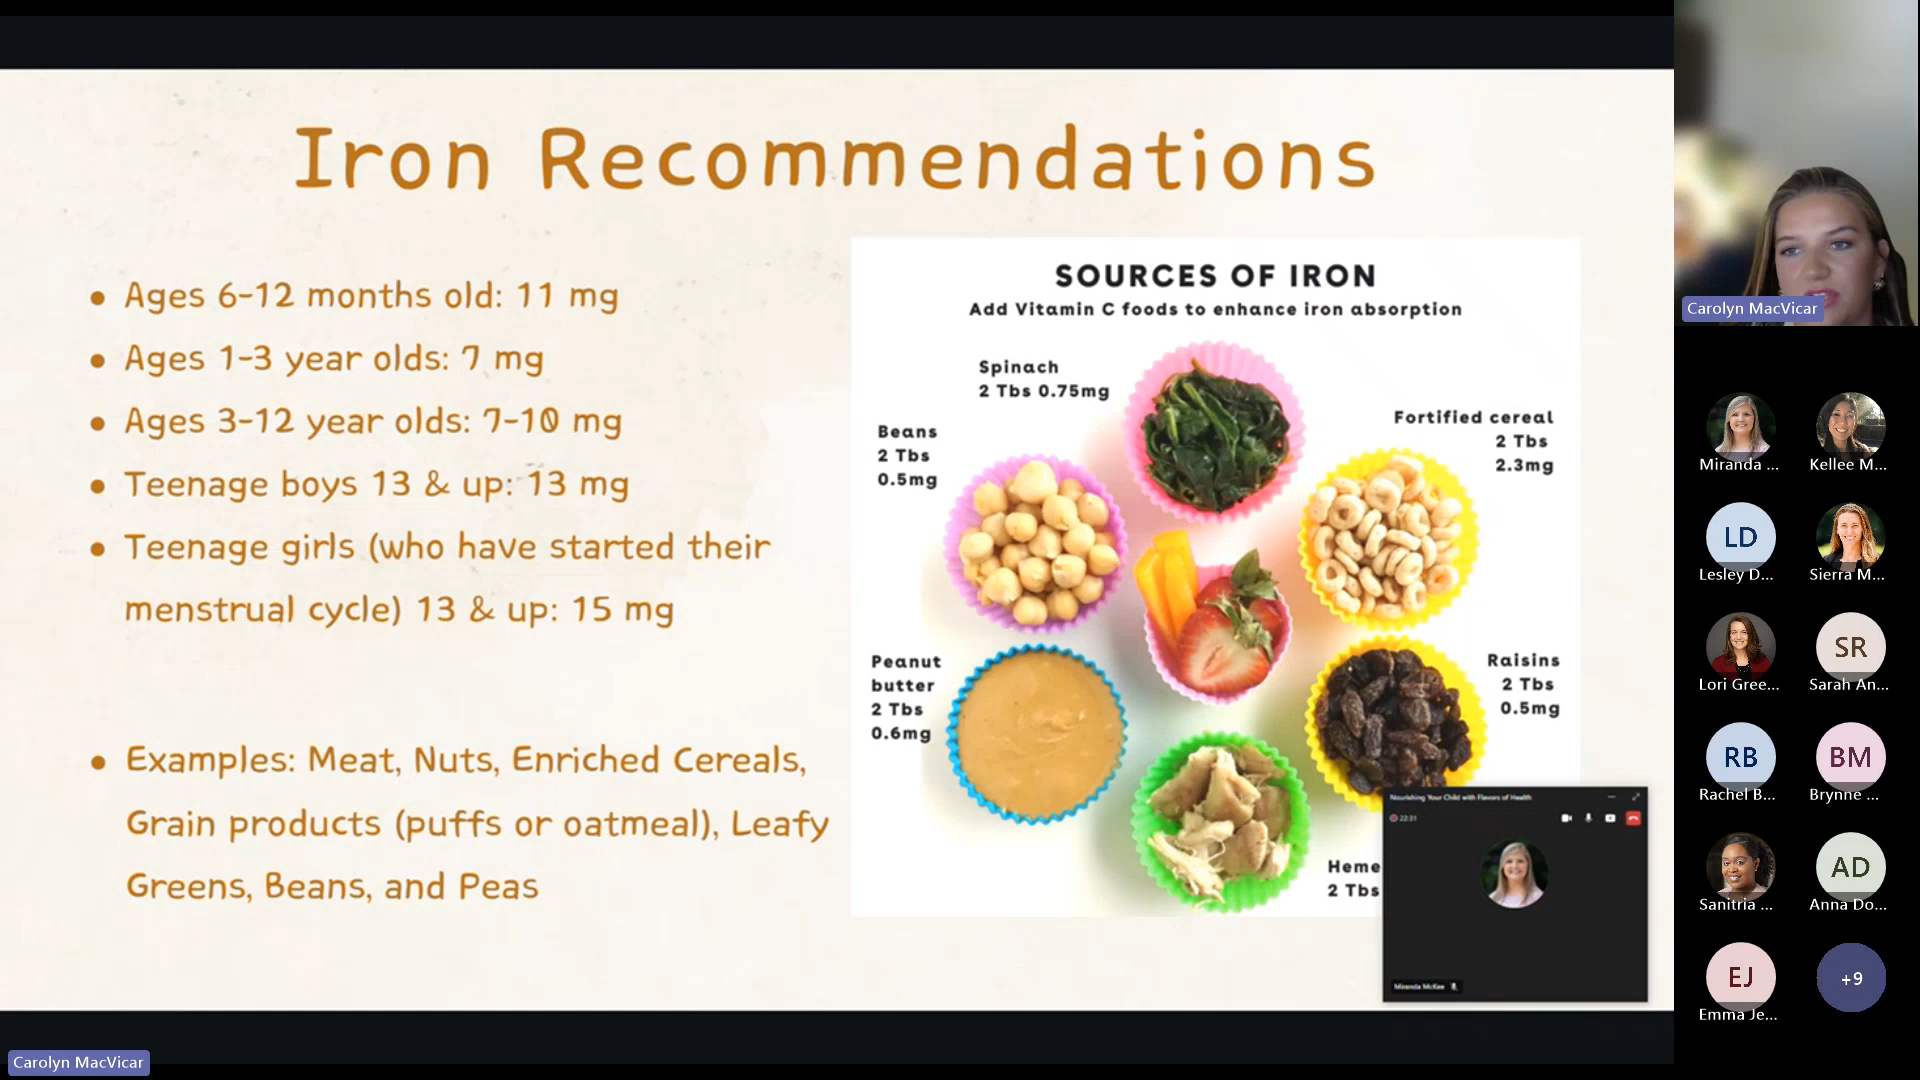 Iron Recommendations
Ages 6-12 months old: 11 mg
Ages 1-3 year olds: 7 mg
Ages 3-12 year olds: 7-10 mg
Teenage boys 13 & up: 13 mg
Teenage girls (who have started their
menstrual cycle) 13 & up: 15 mg
Examples: Meat, Nuts, Enriched Cereals,
Grain products (puffs or oatmeal), Leafy
Greens, Beans, and Peas
SOURCES OF IRON
Add Vitamin C foods to enhance iron absorption
Spinach
2 Tbs 0.75mg
Beans
2 Tbs
0.5mg
Fortified cereal
2 Tbs
2.3mg
Peanut
butter
2 Tbs
0.6mg
Raisins
2 Tbs
0.5mg
Heme
2 Tbs
Nourishing Your Child with Flavors of Health
22:31
Miranda McKee
Carolyn MacVicar
Miranda ...
Kellee M...
LD
Lesley D...
Sierra M...
Lori Gree...
SR
Sarah An...
RB
Rachel B...
BM
Brynne ...
Sanitria ...
AD
Anna Do...
EJ
Emma Je...
+9
Carolyn MacVicar